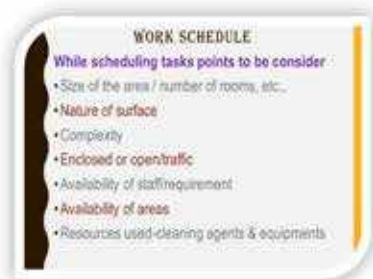 WORK SCHEDULE
While scheduling tasks points to be consider
•Size of the area / number of rooms, etc.,
•Nature of surface
•Complexity
•Enclosed or open/traffic
•Availability of staff/requirement
•Availability of areas
•Resources used-cleaning agents & equipments